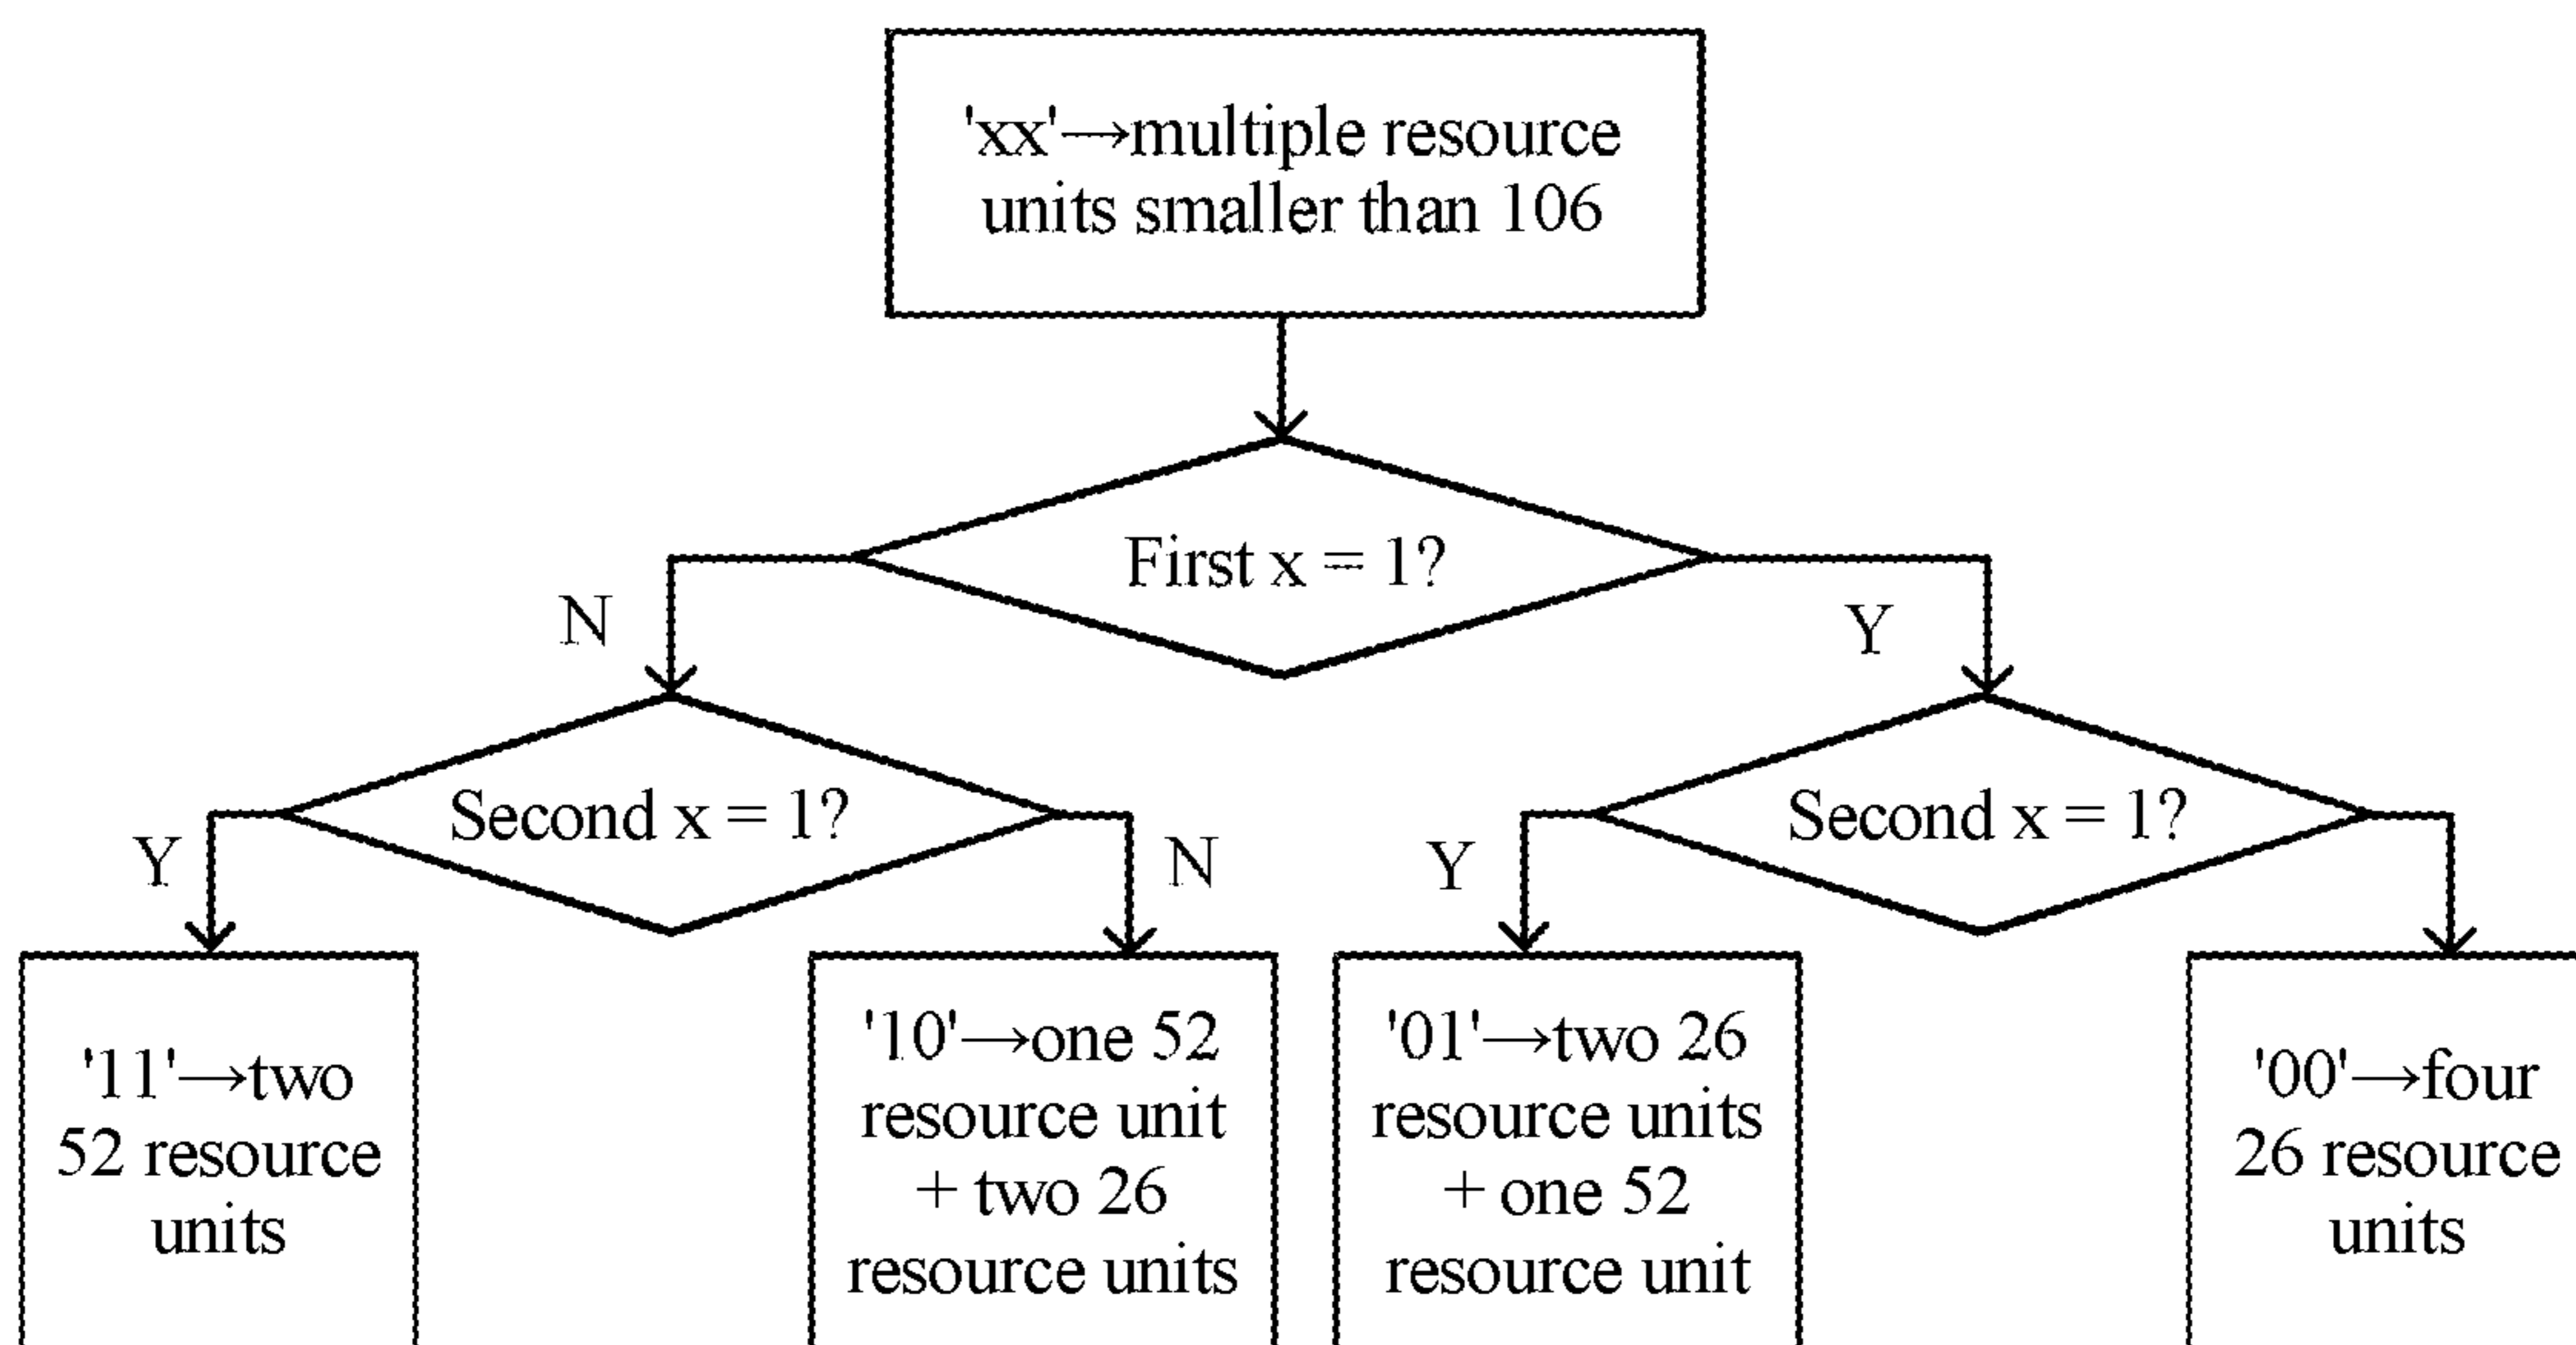 'xx'→multiple resource
units smaller than 106
First x = 1?
N
Y
Second x = 1?
Second x = 1?
Y
N
Y
'11'→two
52 resource
units
'10'→one 52
resource unit
+ two 26
resource units
'01'→two 26
resource units
+ one 52
resource unit
'00'→four
26 resource
units